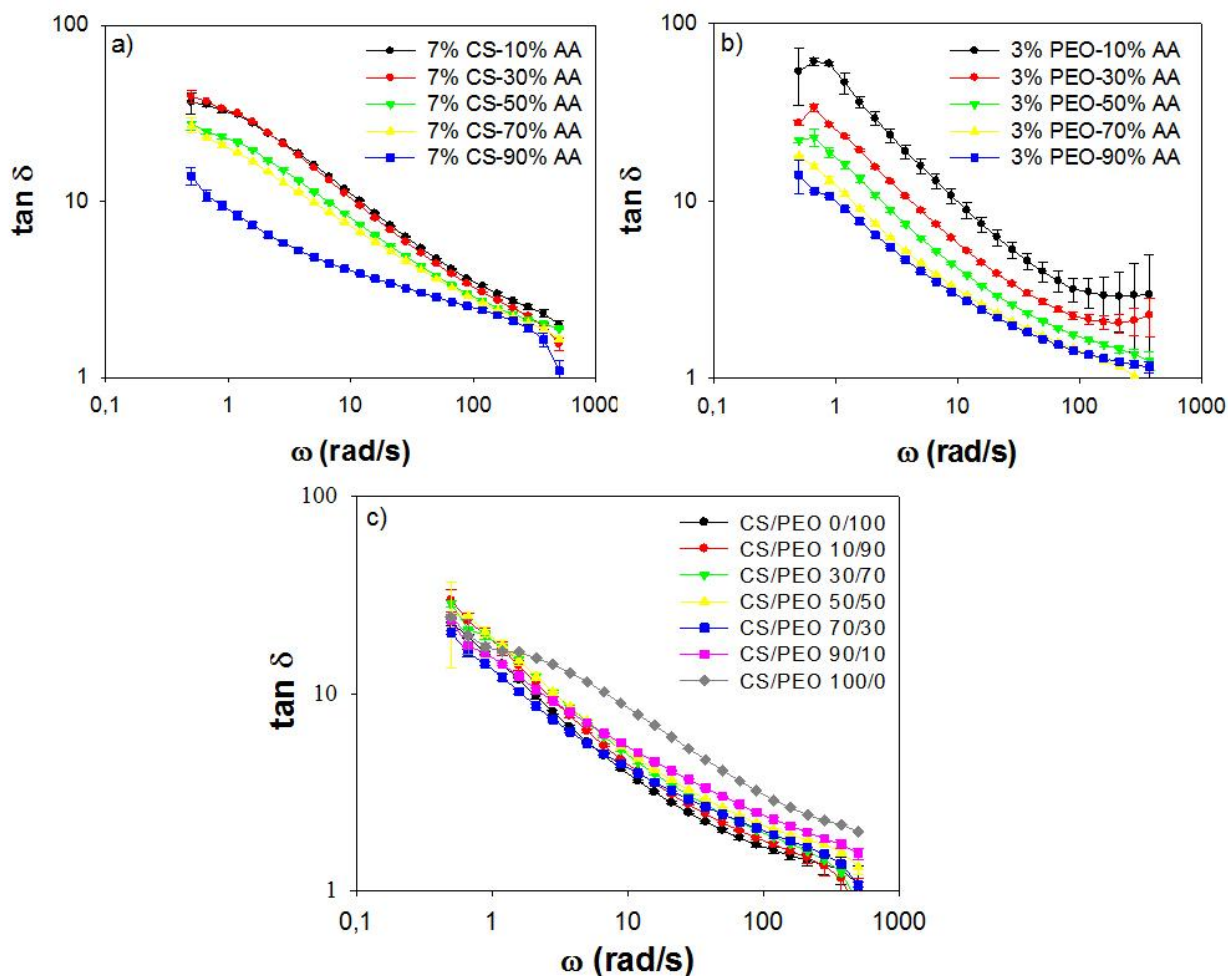 a)
100
10
1
tan δ
7% CS-10% AA
7% CS-30% AA
7% CS-50% AA
7% CS-70% AA
7% CS-90% AA
0,1 1 10 100 1000
ω (rad/s)
b)
100
10
1
tan δ
3% PEO-10% AA
3% PEO-30% AA
3% PEO-50% AA
3% PEO-70% AA
3% PEO-90% AA
0,1 1 10 100 1000
ω (rad/s)
c)
100
10
1
tan δ
CS/PEO 0/100
CS/PEO 10/90
CS/PEO 30/70
CS/PEO 50/50
CS/PEO 70/30
CS/PEO 90/10
CS/PEO 100/0
0,1 1 10 100 1000
ω (rad/s)